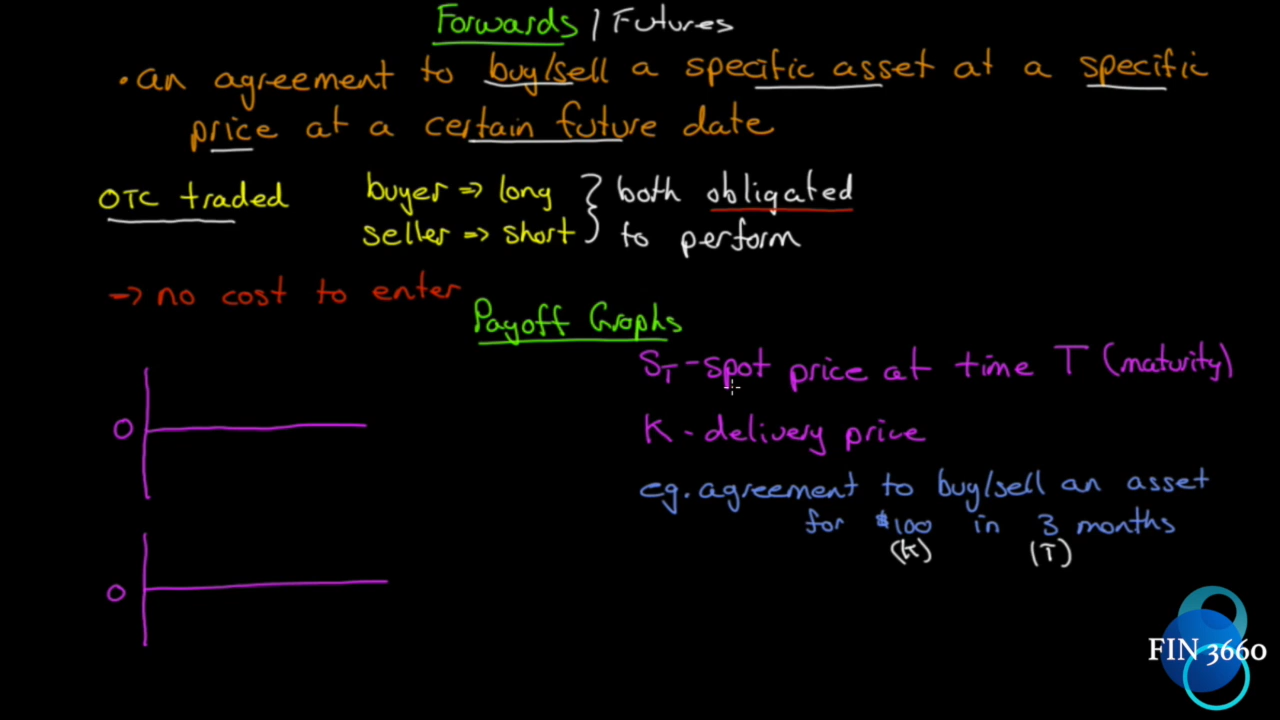 Forwards / Futures
• an agreement to buy/sell a specific asset at a specific
price at a certain future date
OTC traded
buyer => long
seller => short
both obligated
to perform
-> no cost to enter
Payoff Graphs
S_T - spot price at time T (maturity)
K - delivery price
eg. agreement to buy/sell an asset
for $100 in 3 months
(K) (T)
0
0
FIN 3660